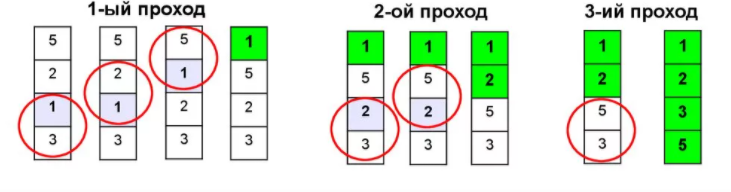 1-ый проход 2-ой проход 3-ий проход
5 5 5 1 1 1 1 1 1
2 2 1 5 5 5 2 2 2
1 1 2 2 2 2 5 5 3
3 3 3 3 3 3 3 3 5